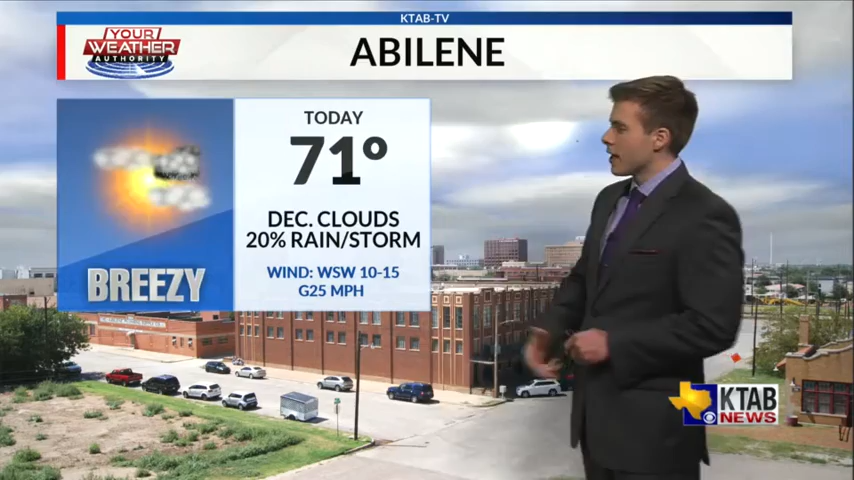 KTAB-TV
YOUR
WEATHER
AUTHORITY
ABILENE
TODAY
71°
DEC. CLOUDS
20% RAIN/STORM
WIND: WSW 10-15
G25 MPH
BREEZY
KTAB
NEWS